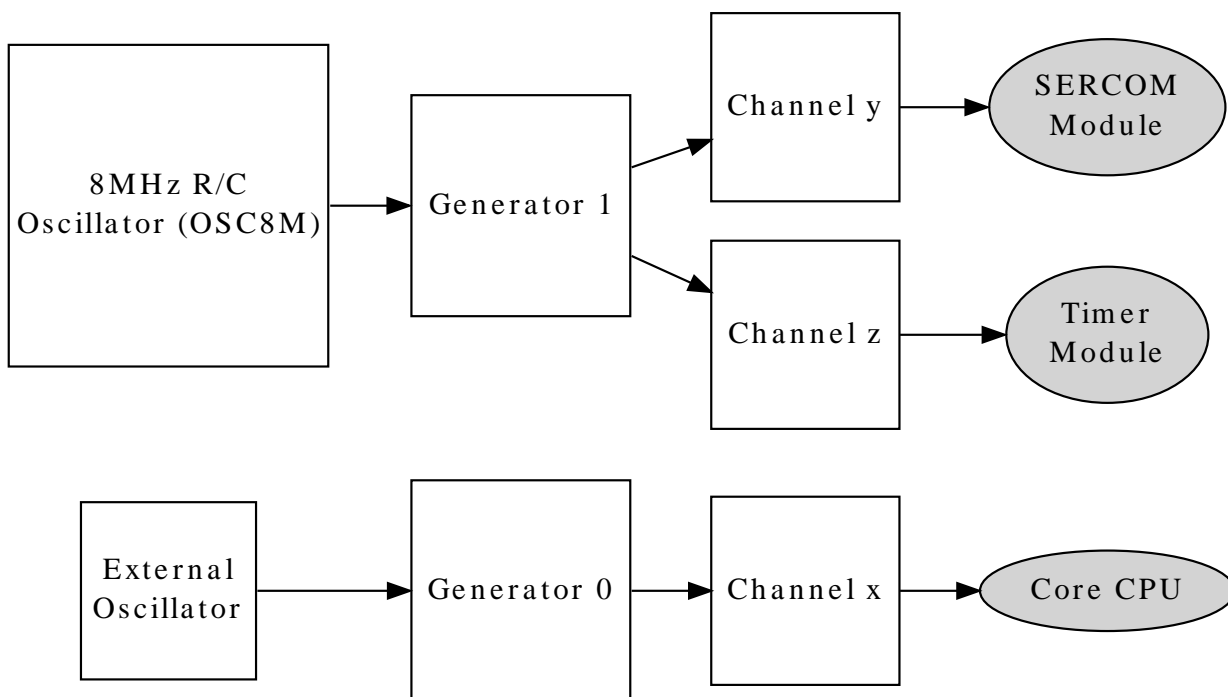 8MHz R/C
Oscillator (OSC8M)
Generator 1
Channel y
SERCOM
Module
Channel z
Timer
Module
External
Oscillator
Generator 0
Channel x
Core CPU